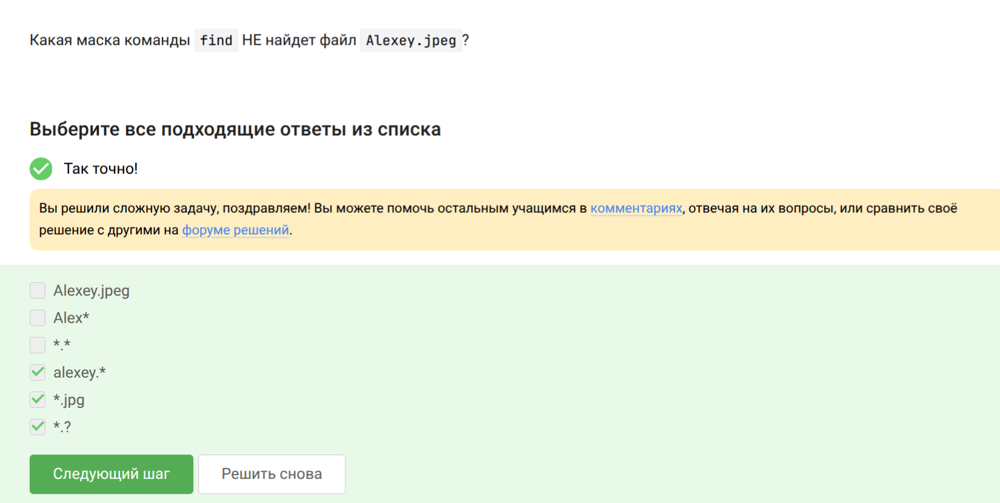 Какая маска команды find НЕ найдет файл Alexey.jpeg?
Выберите все подходящие ответы из списка
Так точно!
Вы решили сложную задачу, поздравляем! Вы можете помочь остальным учащимся в комментариях, отвечая на их вопросы, или сравнить своё
решение с другими на форуме решений.
Alexey.jpeg
Alex*
*.*
alexey.*
*.jpg
*.?
Следующий шаг
Решить снова